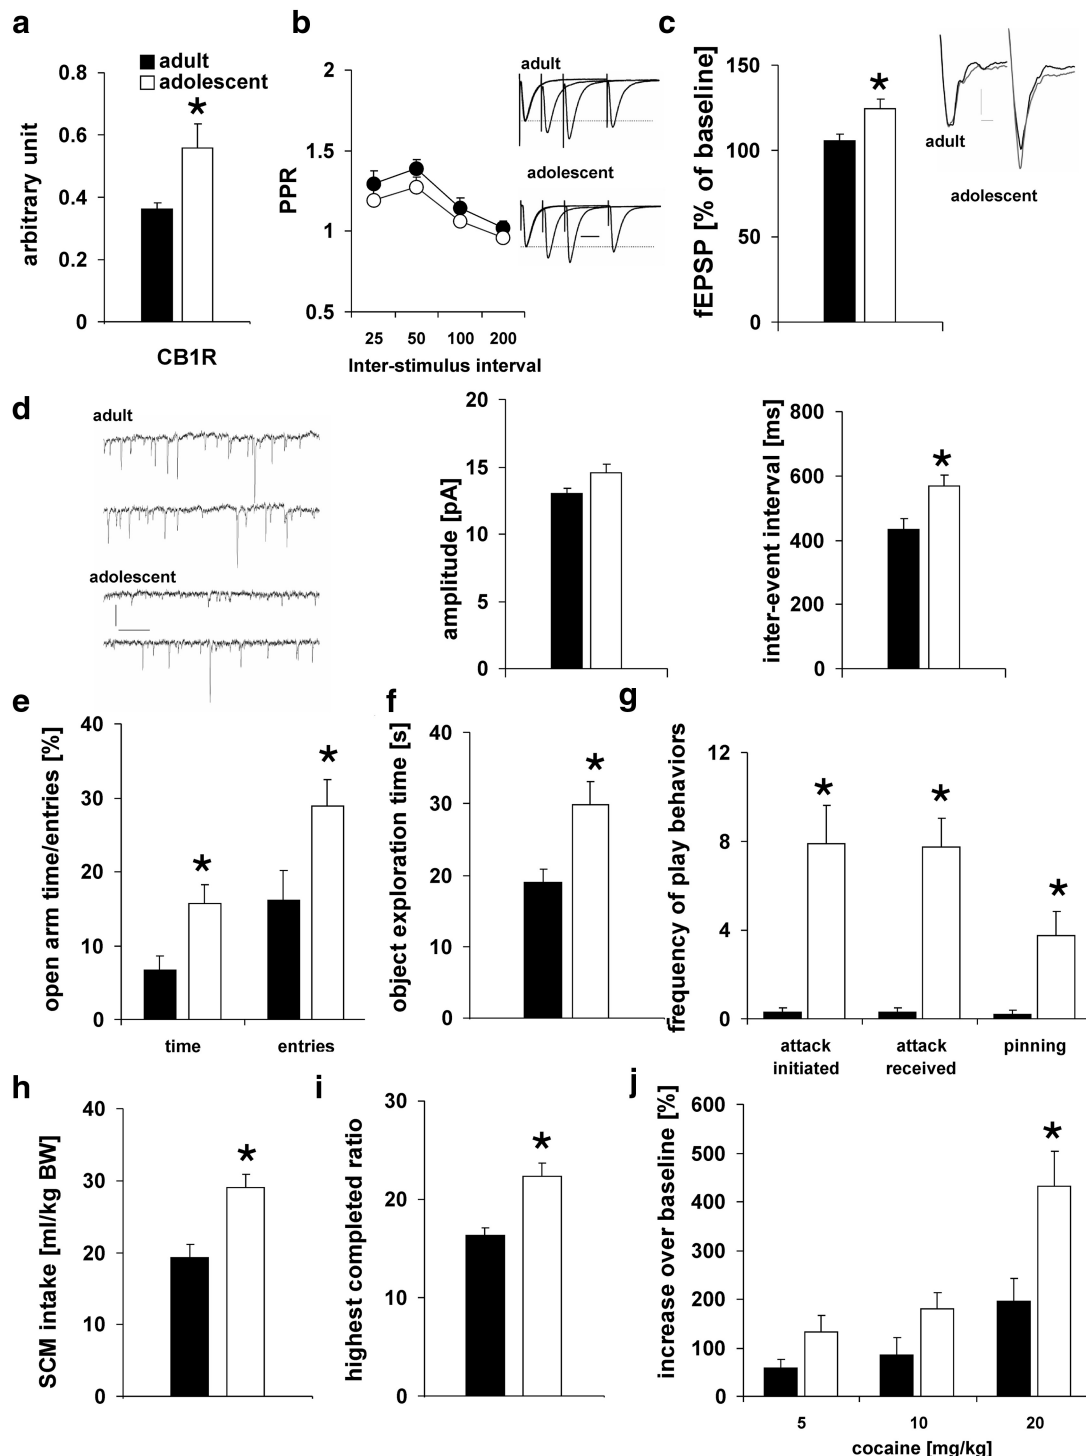 a
adult
adolescent
0.8
0.6
0.4
0.2
0
arbitrary unit
*
CB1R
b
2
1.5
1
0.5
PPR
25 50 100 200
Inter-stimulus interval
adult
adolescent
c
150
100
50
0
fEPSP [% of baseline]
*
adult
adolescent
d
adult
adolescent
20
15
10
5
0
amplitude [pA]
800
600
400
200
0
inter-event interval [ms]
*
e
40
30
20
10
0
open arm time/entries [%]
*
*
time entries
f
40
30
20
10
0
object exploration time [s]
*
g
12
8
4
0
frequency of play behaviors
*
*
*
attack initiated
attack received
pinning
h
40
30
20
10
0
SCM intake [ml/kg BW]
*
i
30
20
10
0
highest completed ratio
*
j
600
500
400
300
200
100
0
increase over baseline [%]
*
5 10 20
cocaine [mg/kg]